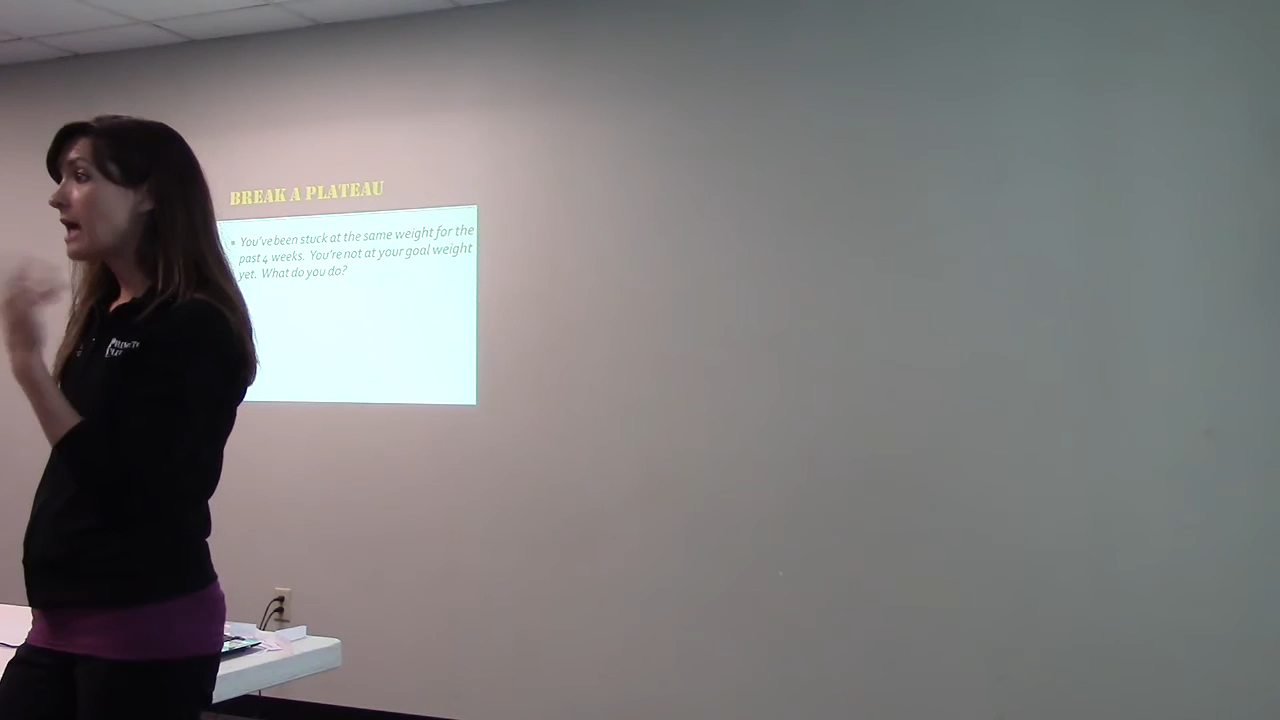 BREAK A PLATEAU
▪ You've been stuck at the same weight for the
past 4 weeks. You're not at your goal weight
yet. What do you do?